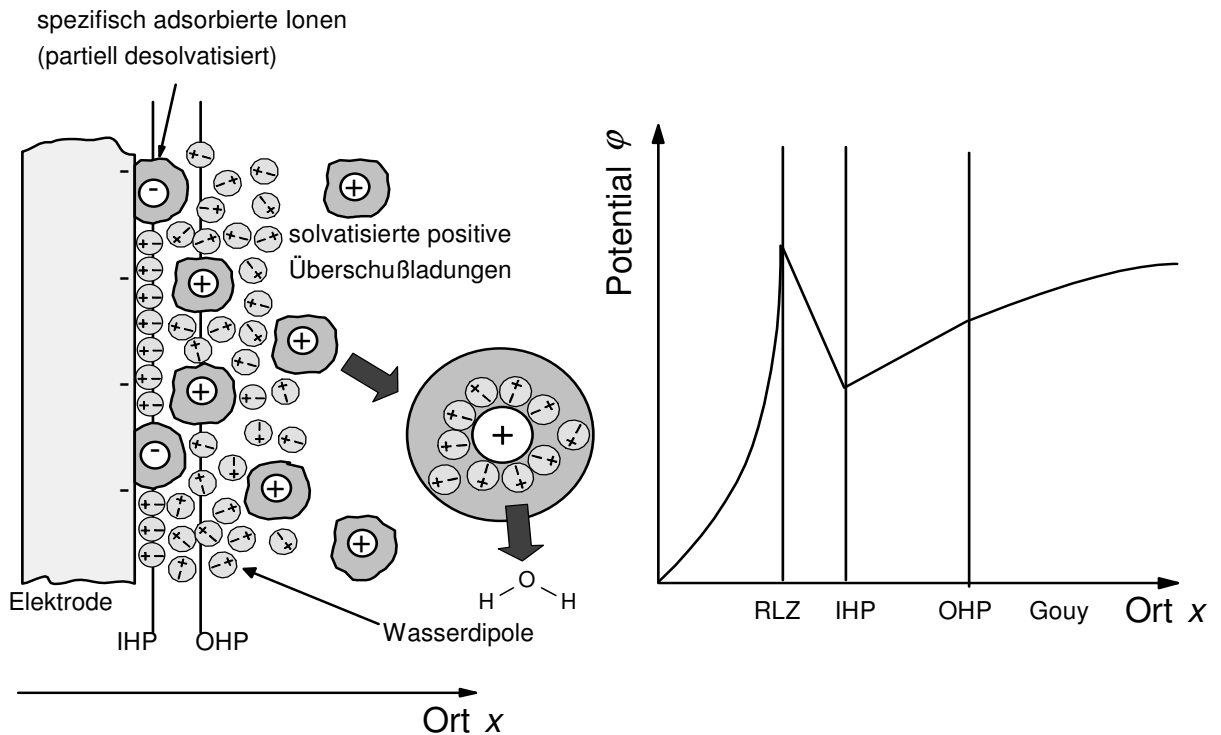 spezifisch adsorbierte Ionen
(partiell desolvatisiert)
solvatisierte positive
Überschußladungen
Elektrode
IHP
OHP
Wasserdipole
O
H
H
Ort x
Potential φ
RLZ
IHP
OHP
Gouy
Ort x